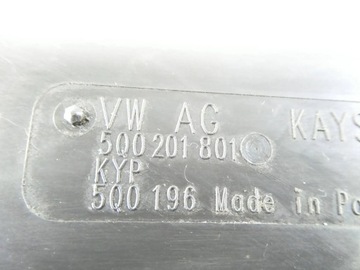 VW AG KAYS
5Q0 201 801
KYP
5Q0 196 Made in Po